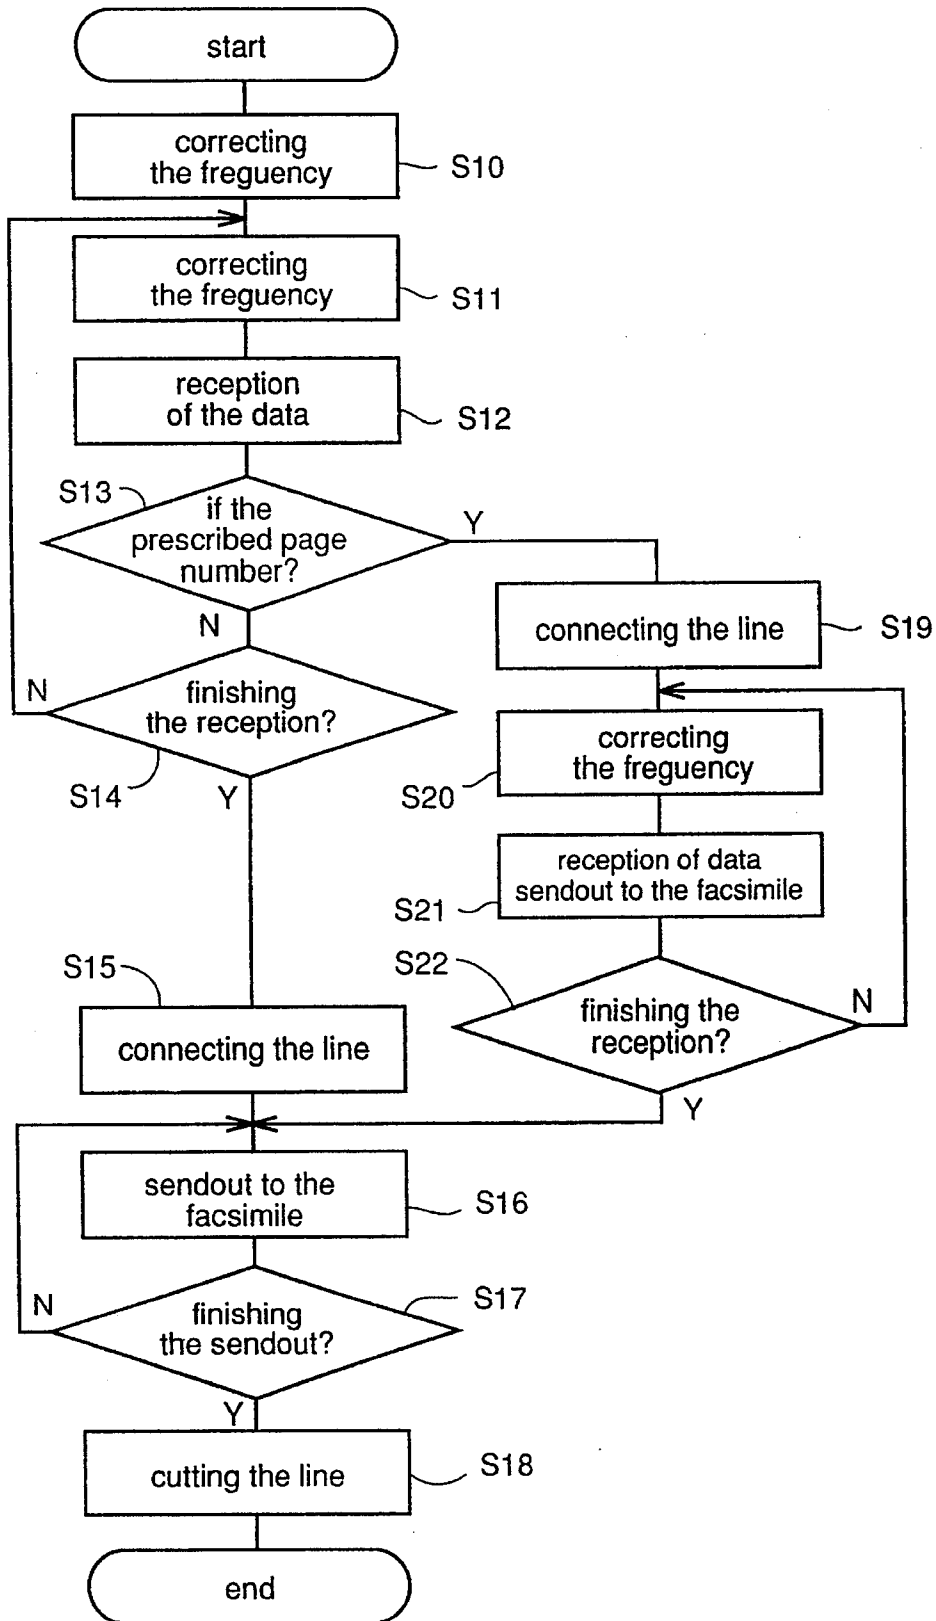 start
correcting
the freguency
S10
correcting
the freguency
S11
reception
of the data
S12
S13
if the
prescribed page
number?
Y
N
connecting the line
S19
N
finishing
the reception?
S14
Y
correcting
the freguency
S20
reception of data
sendout to the facsimile
S21
S22
finishing the
reception?
N
Y
S15
connecting the line
sendout to the
facsimile
S16
N
finishing
the sendout?
S17
Y
cutting the line
S18
end